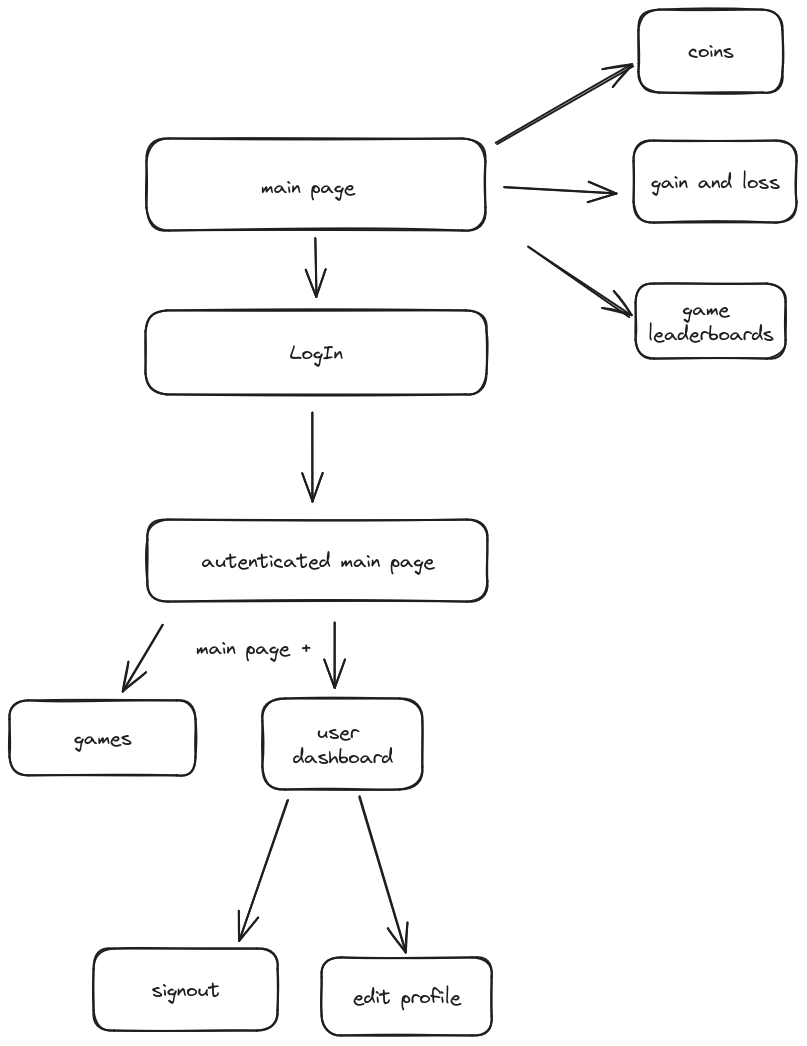 coins
main page
gain and loss
game
leaderboards
LogIn
autenticated main page
main page +
games
user
dashboard
signout
edit profile